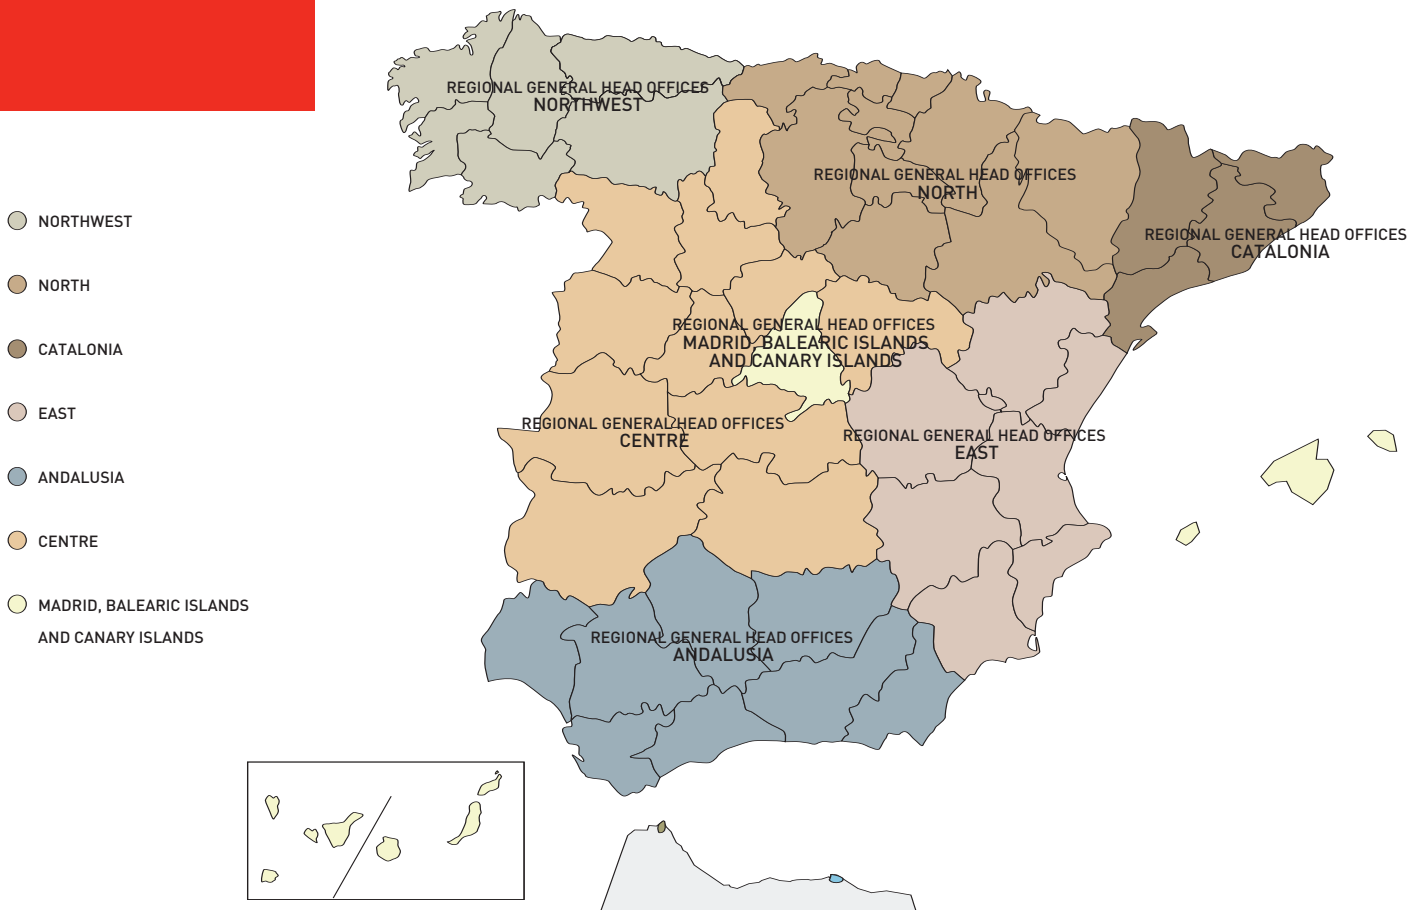 REGIONAL GENERAL HEAD OFFICES
NORTHWEST
REGIONAL GENERAL HEAD OFFICES
NORTH
REGIONAL GENERAL HEAD OFFICES
CATALONIA
REGIONAL GENERAL HEAD OFFICES
MADRID, BALEARIC ISLANDS
AND CANARY ISLANDS
REGIONAL GENERAL HEAD OFFICES
CENTRE
REGIONAL GENERAL HEAD OFFICES
EAST
REGIONAL GENERAL HEAD OFFICES
ANDALUSIA
NORTHWEST
NORTH
CATALONIA
EAST
ANDALUSIA
CENTRE
MADRID, BALEARIC ISLANDS
AND CANARY ISLANDS